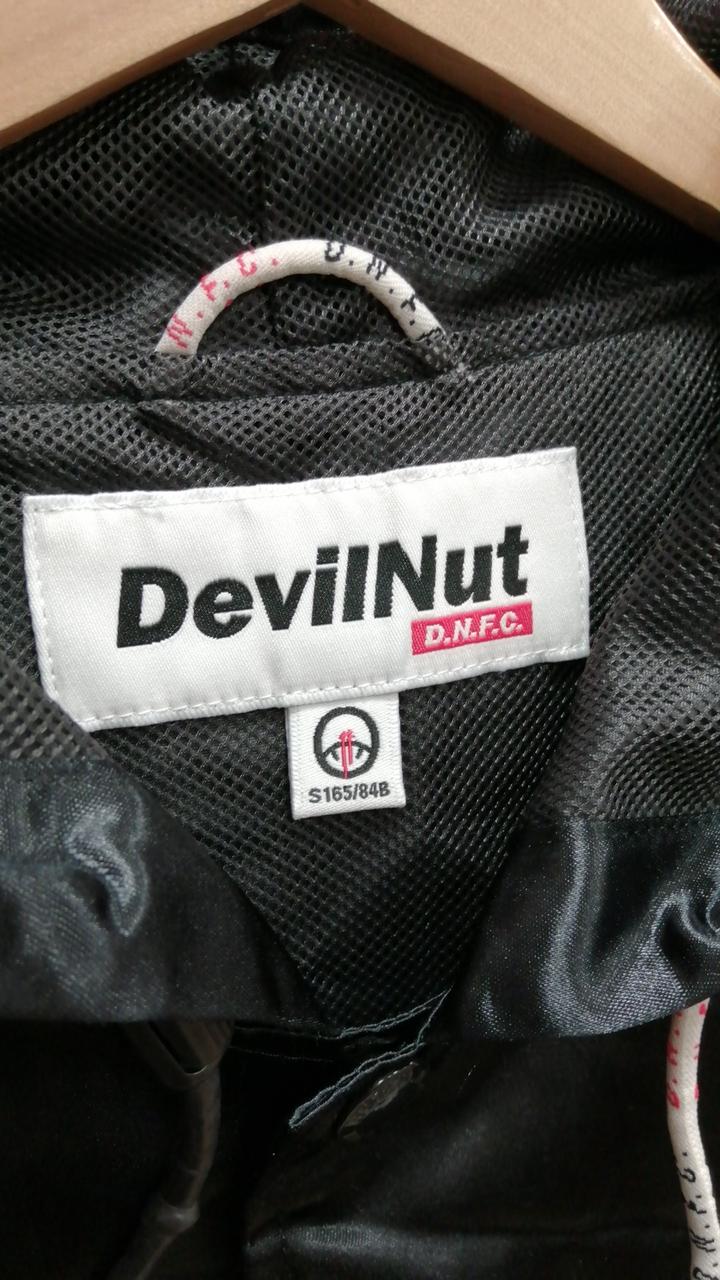 N.F.C. D.N.F.
DevilNut
D.N.F.C.
S165/84B